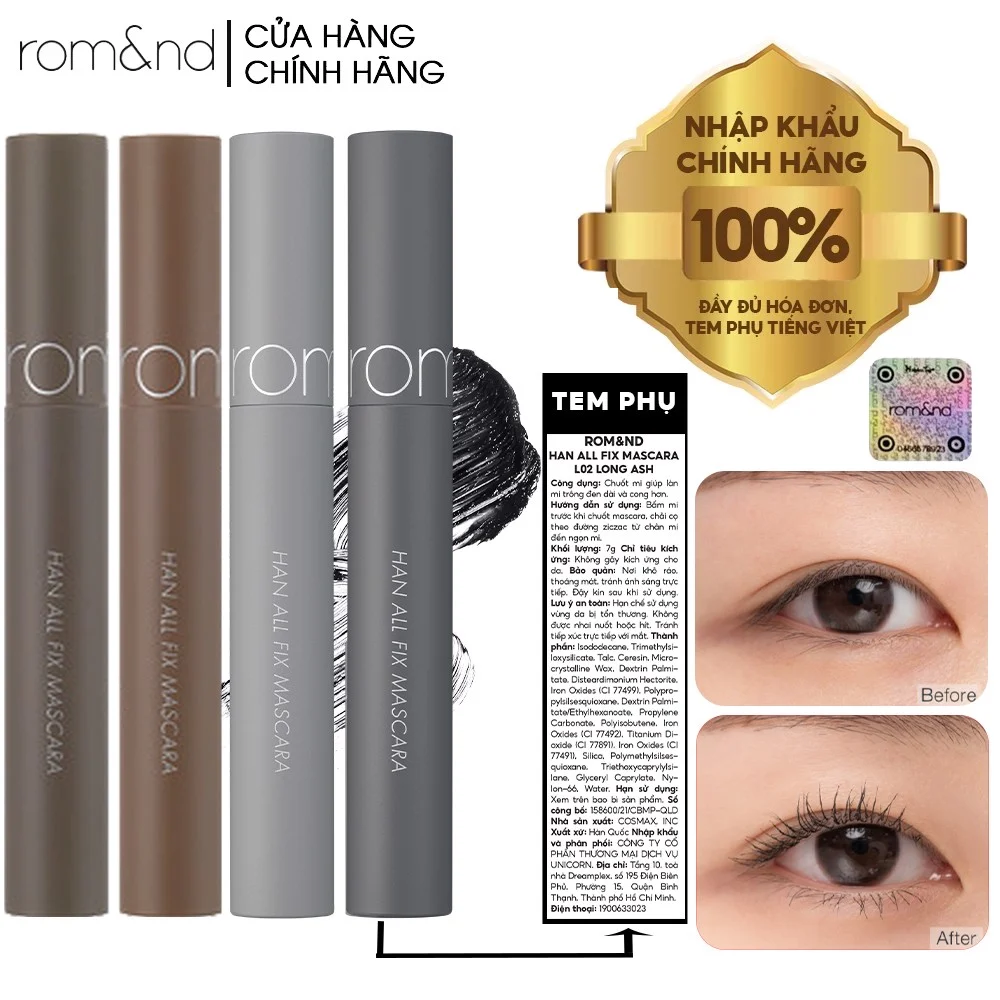 rom&nd
CỬA HÀNG
CHÍNH HÃNG
NHẬP KHẨU
CHÍNH HÃNG
100%
ĐẦY ĐỦ HÓA ĐƠN,
TEM PHỤ TIẾNG VIỆT
rom
rom
rom
rom
HAN ALL FIX MASCARA
HAN ALL FIX MASCARA
HAN ALL FIX MASCARA
HAN ALL FIX MASCARA
TEM PHỤ
ROM&ND
HAN ALL FIX MASCARA
L02 LONG ASH
Công dụng: Chuốt mi giúp làn
mi trông đen dài và cong hơn.
Hướng dẫn sử dụng: Bấm mi
trước khi chuốt mascara, chải cọ
theo đường ziczac từ chân mi
đến ngọn mi.
Khối lượng: 7g Chỉ tiêu kích
ứng: Không gây kích ứng cho
da. Bảo quản: Nơi khô ráo,
thoáng mát, tránh ánh sáng trực
tiếp. Đậy kín sau khi sử dụng.
Lưu ý an toàn: Hạn chế sử dụng
vùng da bị tổn thương. Không
được nhai nuốt hoặc hít. Tránh
tiếp xúc trực tiếp với mắt. Thành
phần: Isododecane, Trimethylsi-
loxysilicate, Talc, Ceresin, Micro-
crystalline Wax, Dextrin Palmi-
tate, Disteardimonium Hectorite,
Iron Oxides (CI 77499), Polypro-
pylsilsesquioxane, Dextrin Palmi-
tate/Ethylhexanoate, Propylene
Carbonate, Polyisobutene, Iron
Oxides (CI 77492), Titanium Di-
oxide (CI 77891), Iron Oxides (CI
77491), Silica, Polymethylsilses-
quioxane, Triethoxycaprylylsi-
lane, Glyceryl Caprylate, Ny-
lon-66, Water. Hạn sử dụng:
Xem trên bao bì sản phẩm. Số
công bố: 158600/21/CBMP-QLD
Nhà sản xuất: COSMAX, INC
Xuất xứ: Hàn Quốc Nhập khẩu
và phân phối: CÔNG TY CỔ
PHẦN THƯƠNG MẠI DỊCH VỤ
UNICORN. Địa chỉ: Tầng 10, toà
nhà Dreamplex, số 195 Điện Biên
Phủ, Phường 15, Quận Bình
Thạnh, Thành phố Hồ Chí Minh.
Điện thoại: 1900633023
rom&nd
Before
After